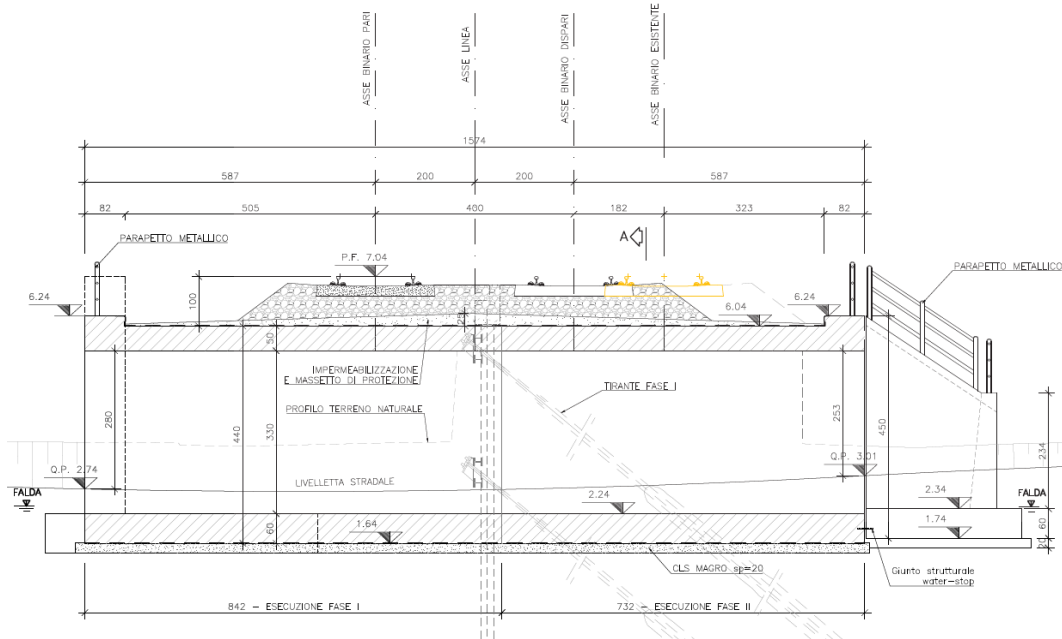 ASSE BINARIO PARI
ASSE LINEA
ASSE BINARIO DISPARI
ASSE BINARIO ESISTENTE
1574
587
200
200
587
82
505
400
182
323
82
A
PARAPETTO METALLICO
P.F. 7.04
PARAPETTO METALLICO
6.24
100
25
6.04
6.24
50
IMPERMEABILIZZAZIONE
E MASSETTO DI PROTEZIONE
TIRANTE FASE I
PROFILO TERRENO NATURALE
280
440
330
253
450
234
Q.P. 2.74
Q.P. 3.01
LIVELLETTA STRADALE
FALDA
2.24
2.34
FALDA
60
1.64
1.74
60
20
CLS MAGRO sp=20
Giunto strutturale
water-stop
842 - ESECUZIONE FASE I
732 - ESECUZIONE FASE II